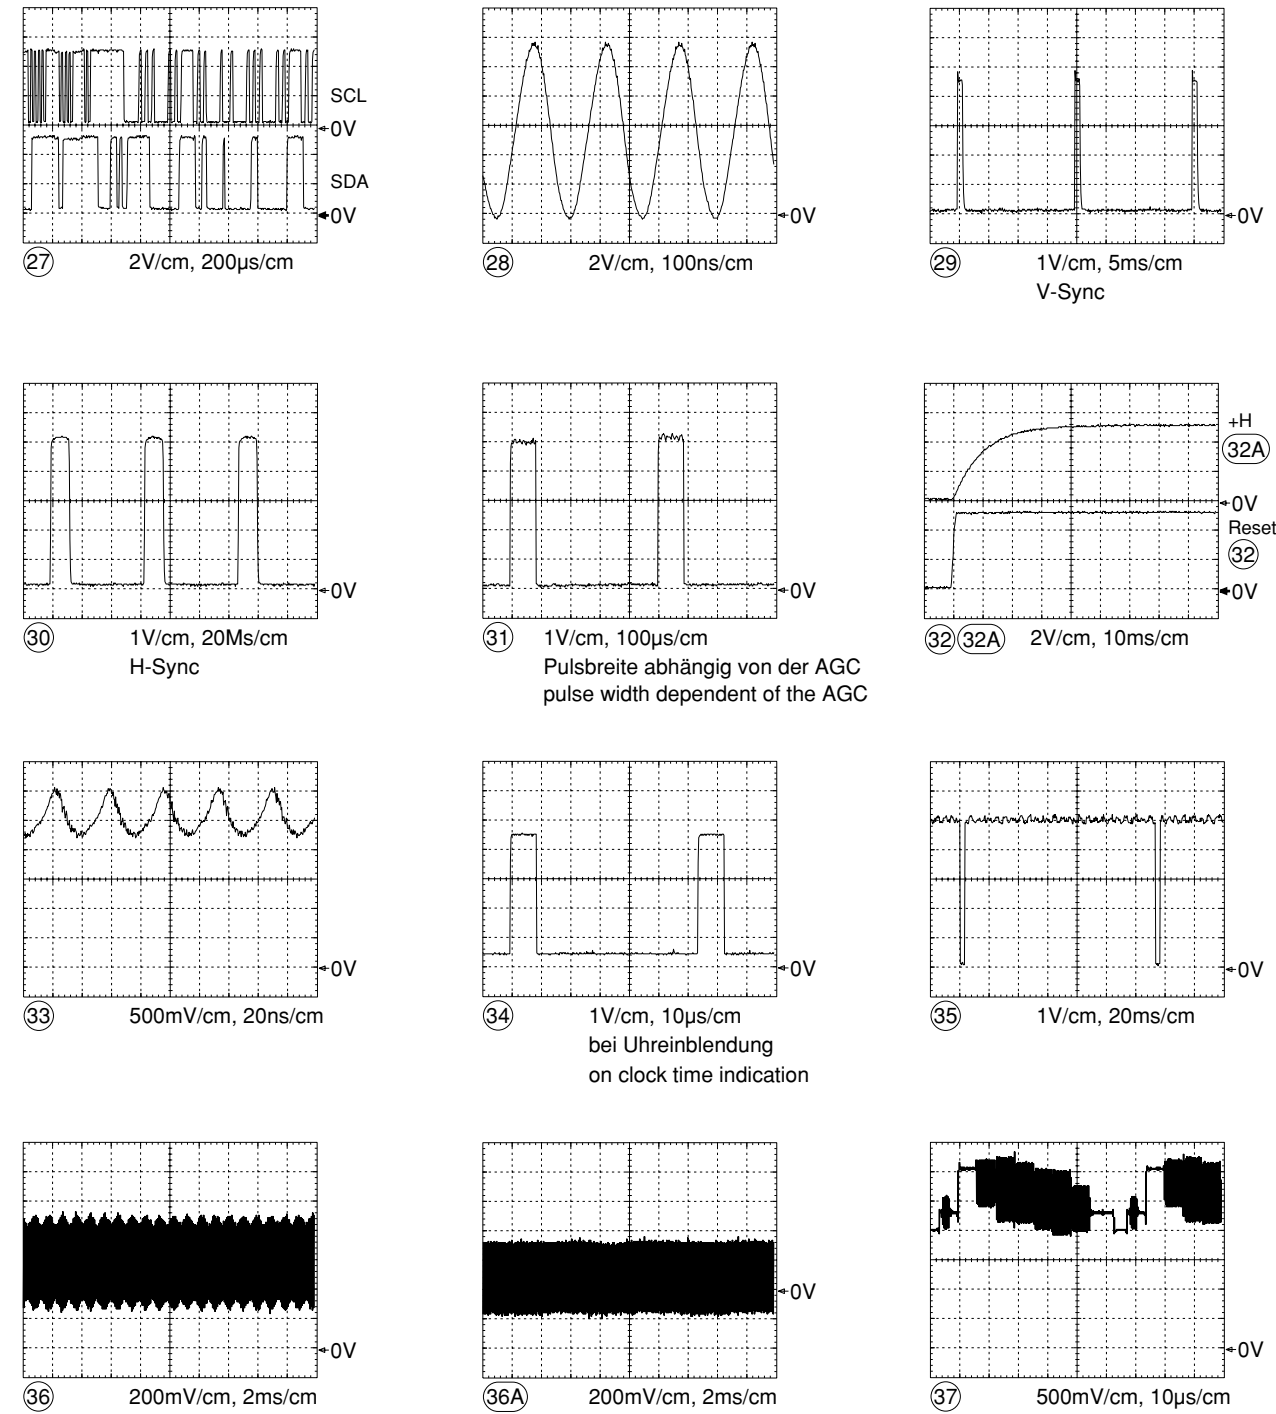 SCL
0V
SDA
0V
27 2V/cm, 200µs/cm
28 2V/cm, 100ns/cm
0V
29 1V/cm, 5ms/cm
V-Sync
0V
30 1V/cm, 20Ms/cm
H-Sync
0V
31 1V/cm, 100µs/cm
Pulsbreite abhängig von der AGC
pulse width dependent of the AGC
0V
+H
32A
0V
Reset
32
0V
32 32A 2V/cm, 10ms/cm
33 500mV/cm, 20ns/cm
0V
34 1V/cm, 10µs/cm
bei Uhreinblendung
on clock time indication
0V
35 1V/cm, 20ms/cm
0V
36 200mV/cm, 2ms/cm
0V
36A 200mV/cm, 2ms/cm
0V
37 500mV/cm, 10µs/cm
0V